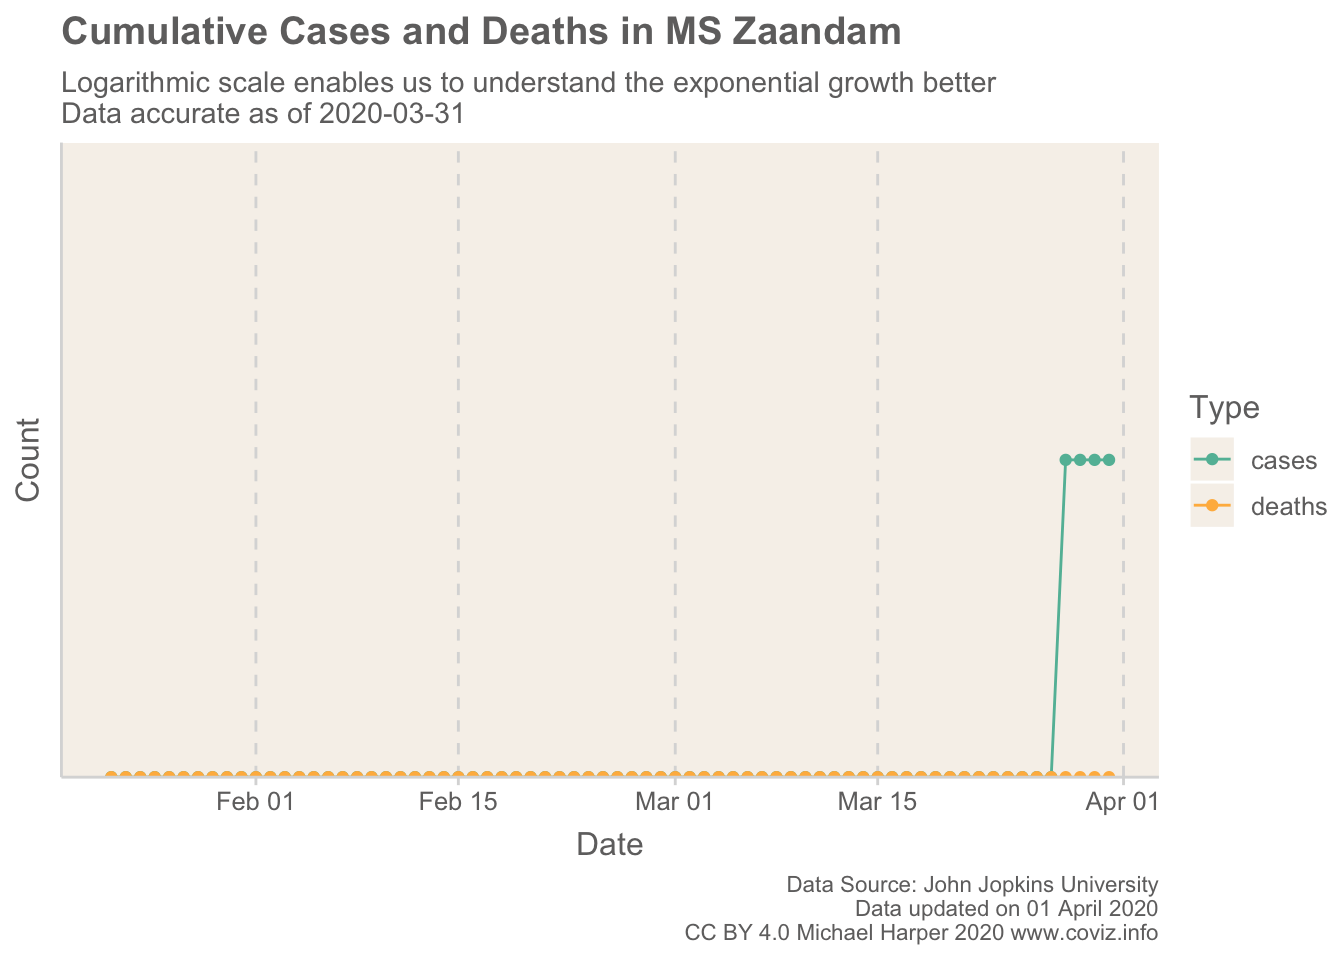 Cumulative Cases and Deaths in MS Zaandam
Logarithmic scale enables us to understand the exponential growth better
Data accurate as of 2020-03-31
Count
Type
cases
deaths
Feb 01
Feb 15
Mar 01
Mar 15
Apr 01
Date
Data Source: John Jopkins University
Data updated on 01 April 2020
CC BY 4.0 Michael Harper 2020 www.coviz.info